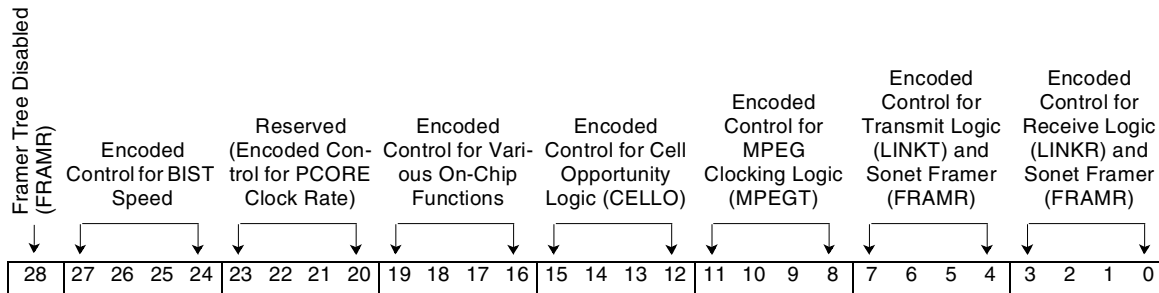 Framer Tree Disabled
(FRAMR)
Encoded
Control for BIST
Speed
Reserved
(Encoded Con-
trol for PCORE
Clock Rate)
Encoded
Control for Vari-
ous On-Chip
Functions
Encoded
Control for Cell
Opportunity
Logic (CELLO)
Encoded
Control for
MPEG
Clocking Logic
(MPEGT)
Encoded
Control for
Transmit Logic
(LINKT) and
Sonet Framer
(FRAMR)
Encoded
Control for
Receive Logic
(LINKR) and
Sonet Framer
(FRAMR)
28 27 26 25 24 23 22 21 20 19 18 17 16 15 14 13 12 11 10 9 8 7 6 5 4 3 2 1 0